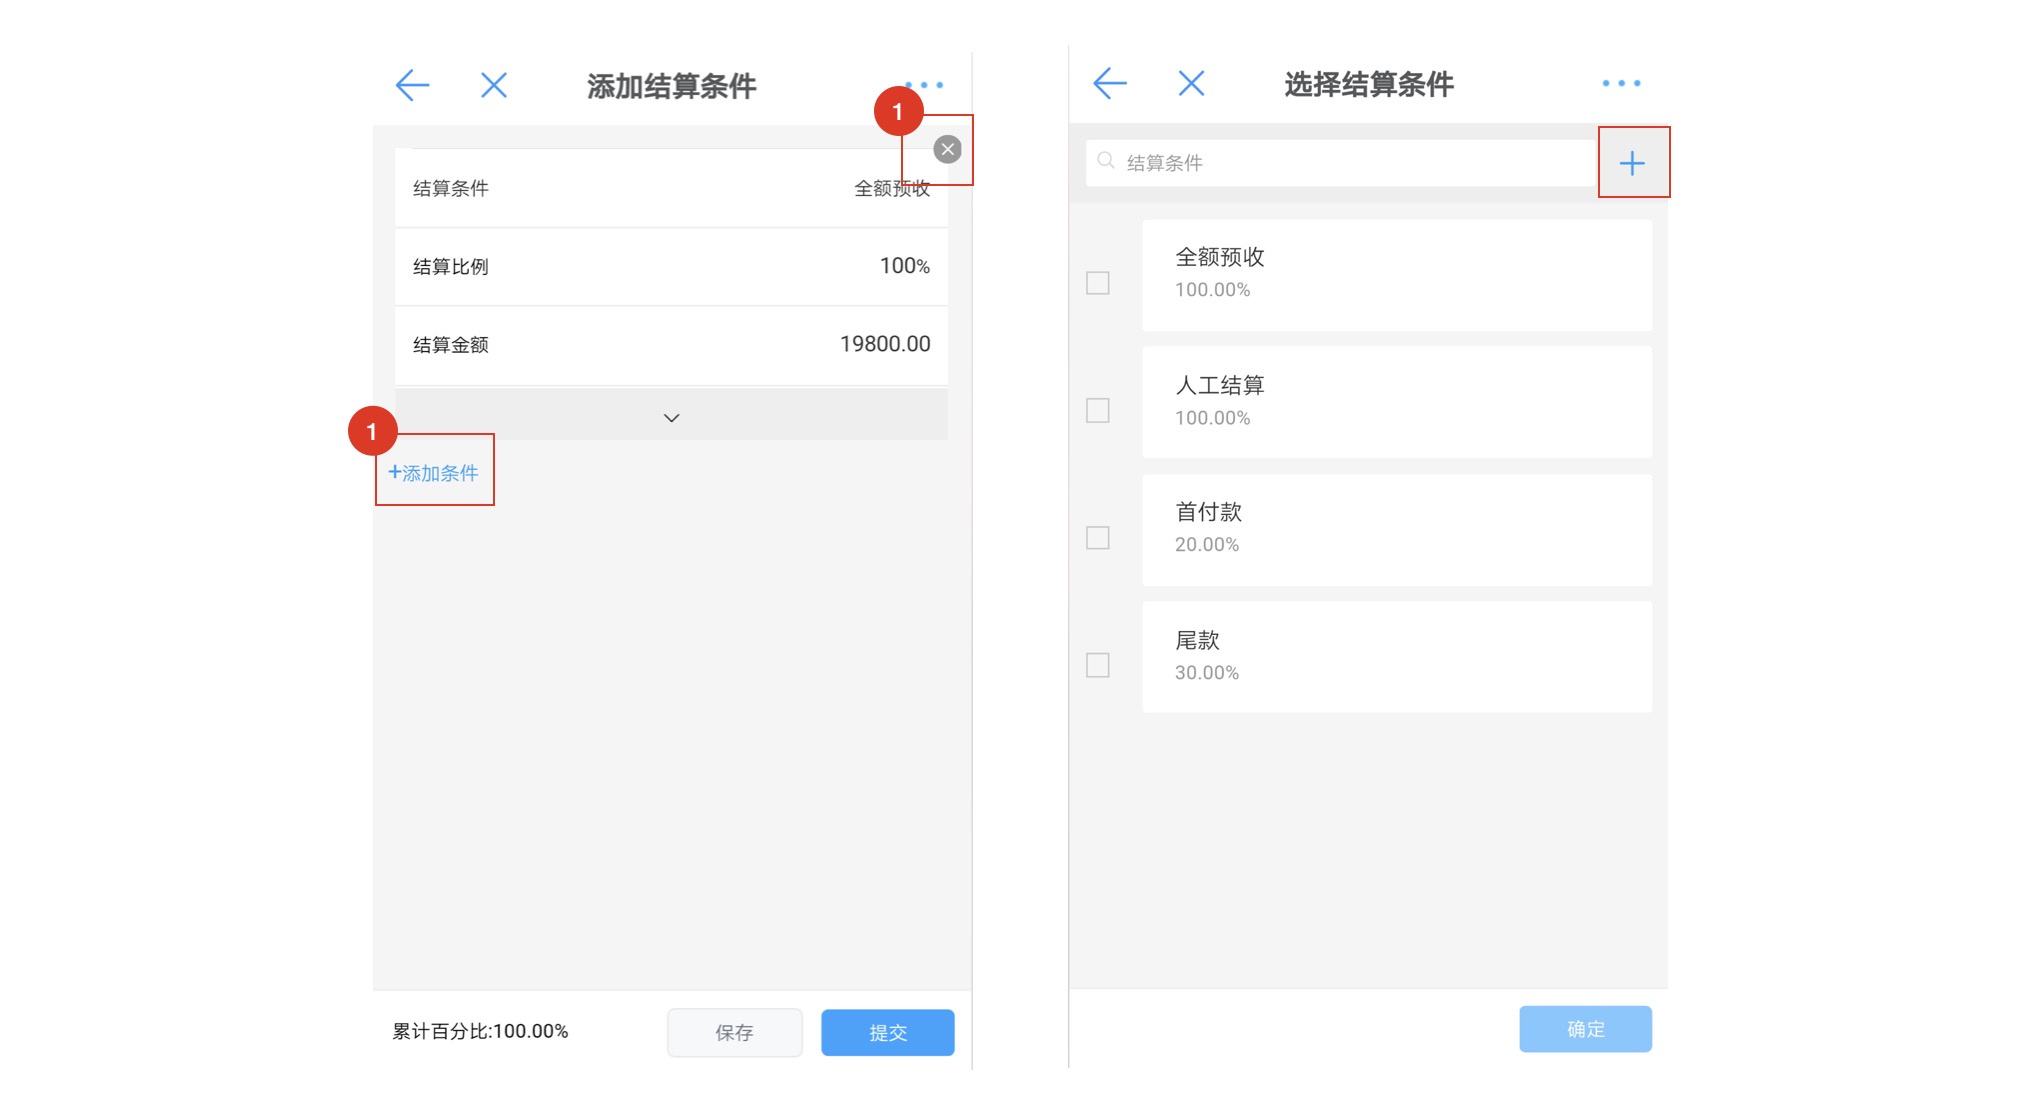 添加结算条件
1
结算条件 全额预收
结算比例 100%
结算金额 19800.00
1
+添加条件
累计百分比:100.00% 保存 提交
选择结算条件
结算条件
全额预收
100.00%
人工结算
100.00%
首付款
20.00%
尾款
30.00%
确定